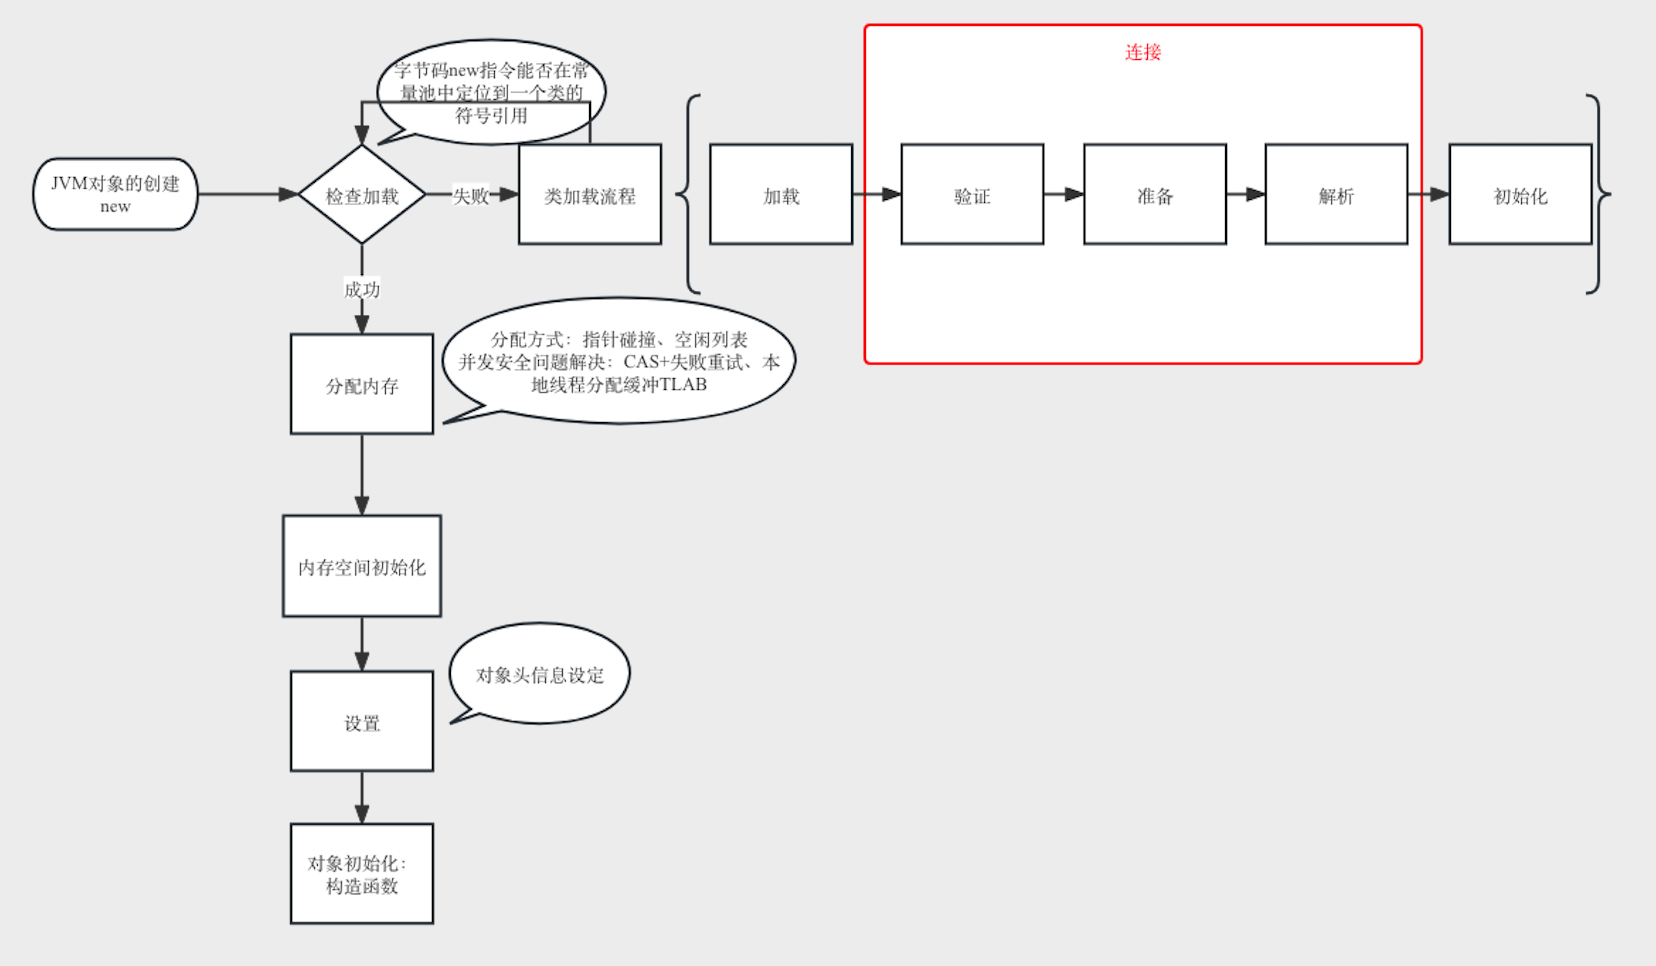 连接
字节码new指令能否在常
量池中定位到一个类的
符号引用
JVM对象的创建
new
检查加载
失败
类加载流程
加载
验证
准备
解析
初始化
成功
分配方式：指针碰撞、空闲列表
并发安全问题解决：CAS+失败重试、本
地线程分配缓冲TLAB
分配内存
内存空间初始化
对象头信息设定
设置
对象初始化：
构造函数